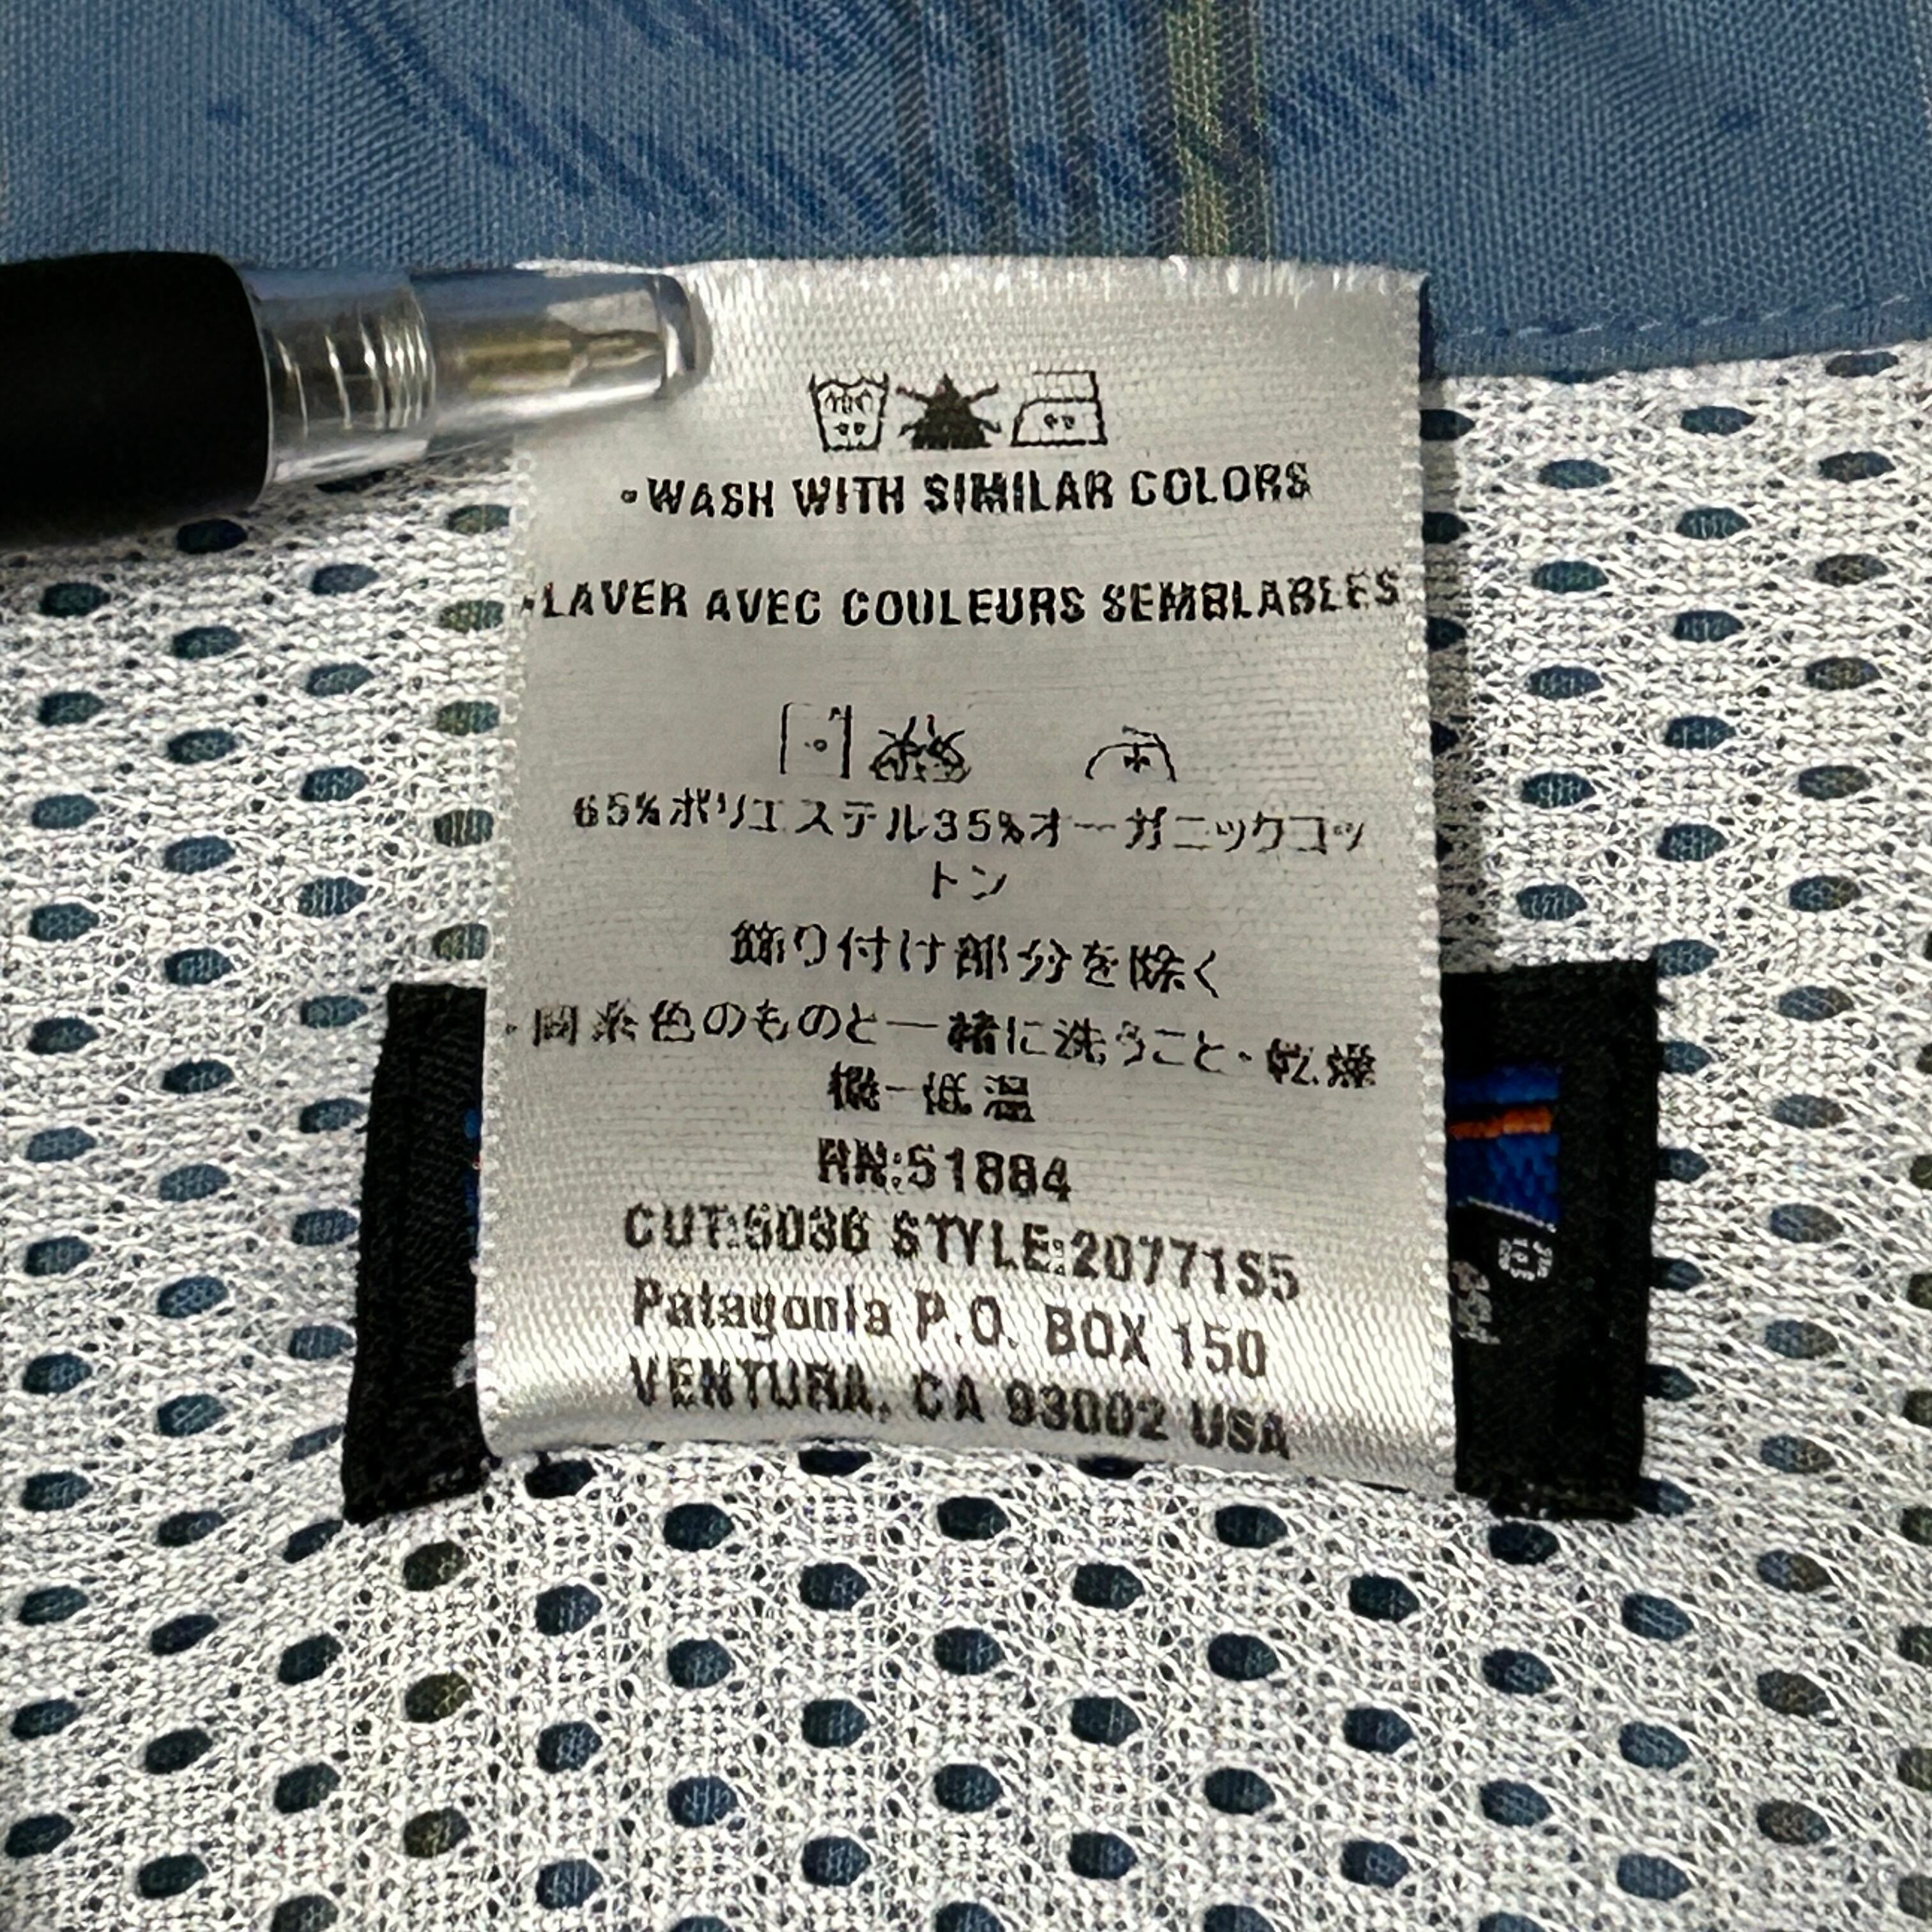 •WASH WITH SIMILAR COLORS
•LAVER AVEC COULEURS SEMBLABLES
65%ポリエステル35%オーガニックコッ
トン
飾り付け部分を除く
・同系色のものと一緒に洗うこと・乾燥
機一低温
RN:51884
CUT:5036 STYLE:20771S5
Patagonia P.O. BOX 150
VENTURA, CA 93002 USA